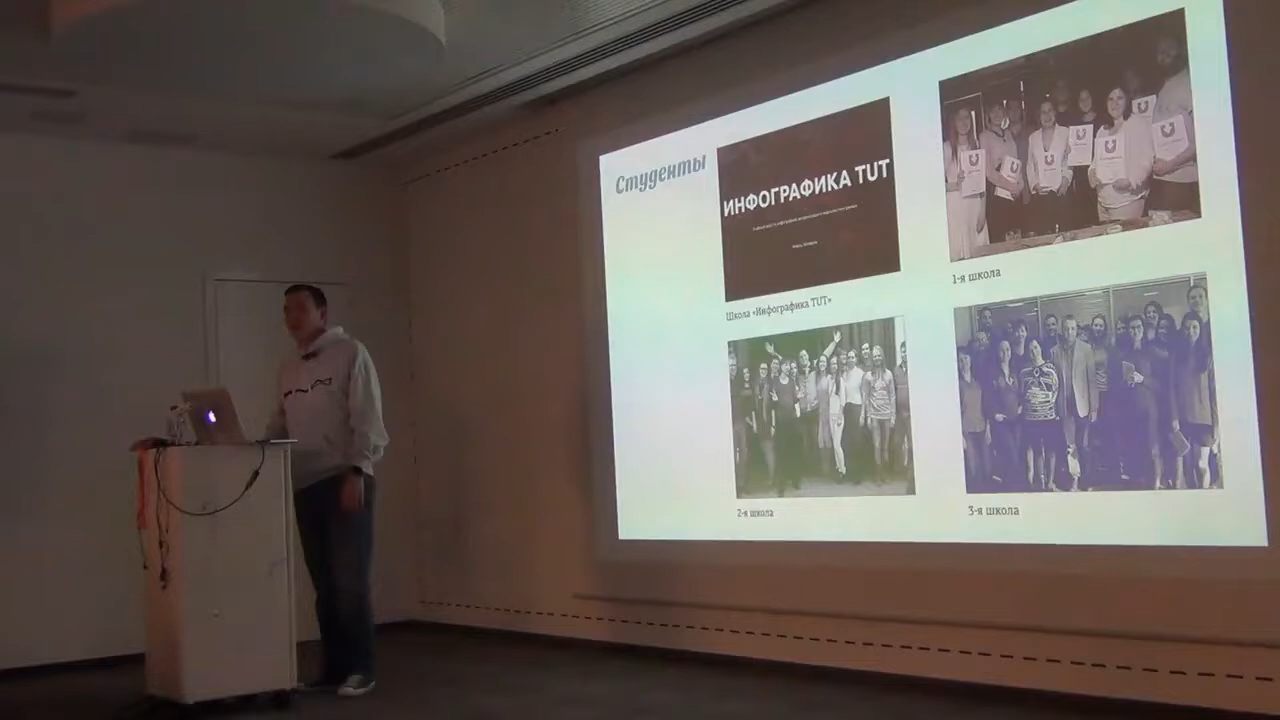 Студенты
ИНФОГРАФИКА TUT
Школа «Инфографика TUT»
1-я школа
2-я школа
3-я школа